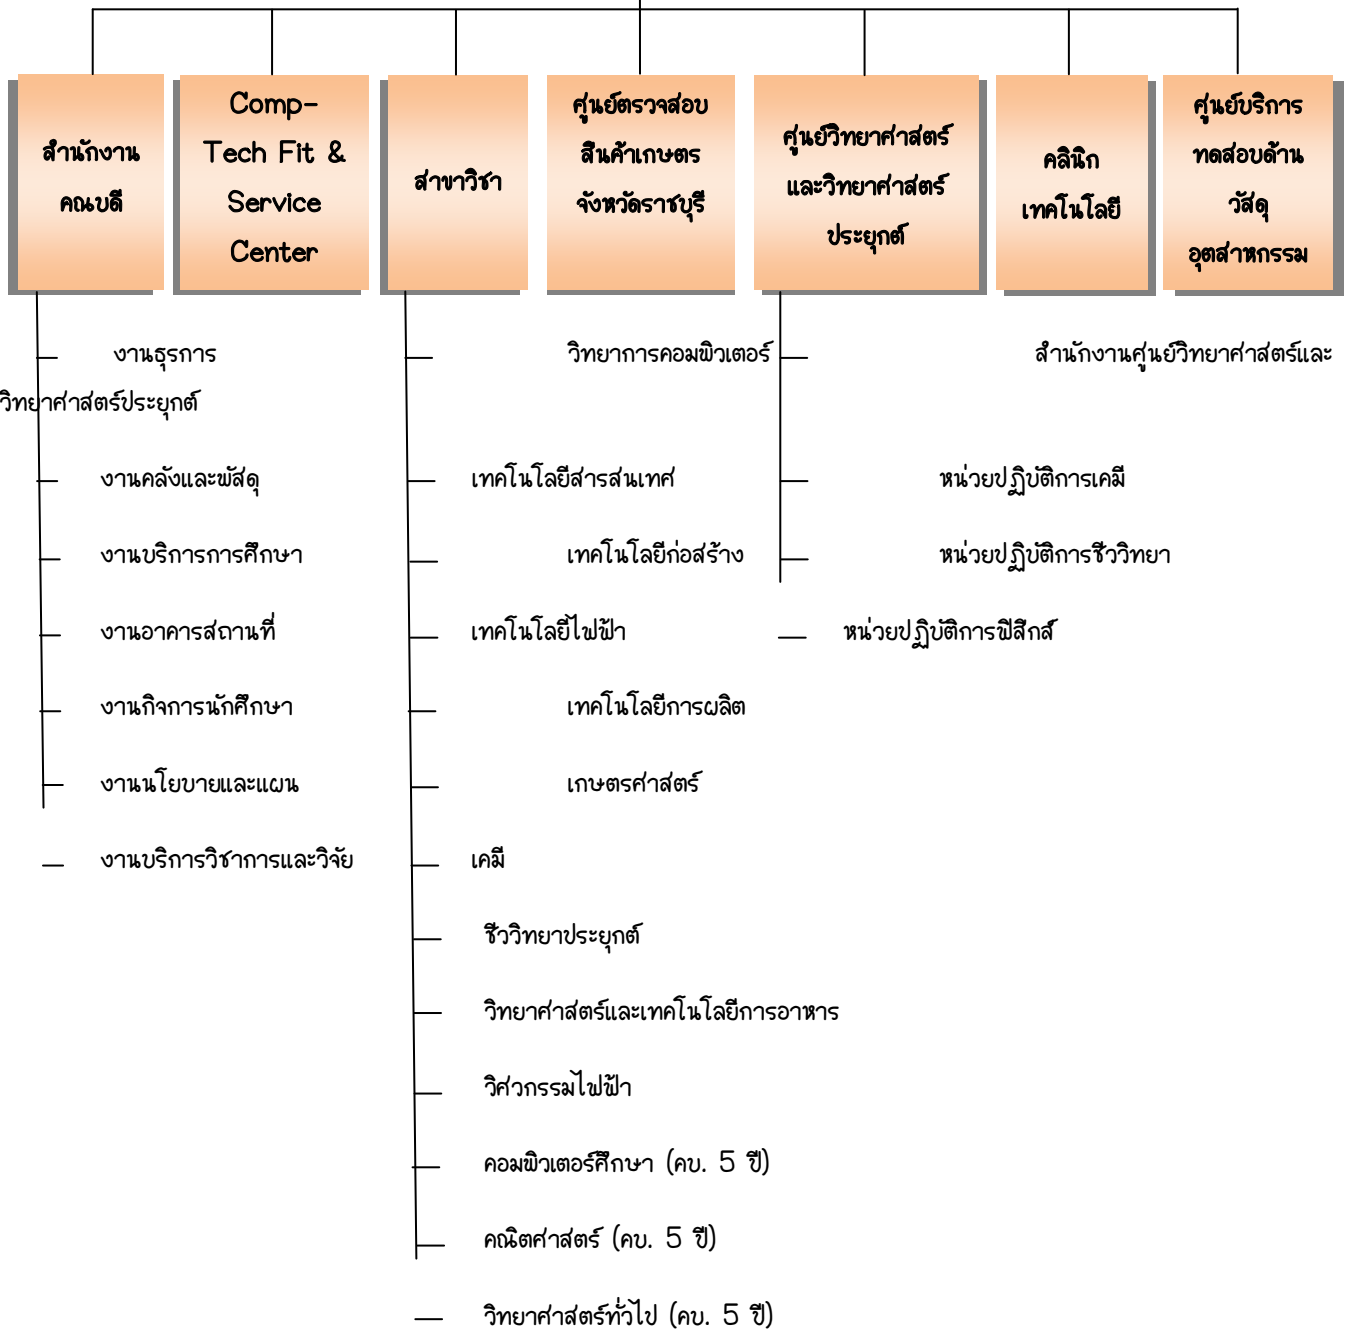 สำนักงาน
คณบดี
Comp-
Tech Fit &
Service
Center
สาขาวิชา
ศูนย์ตรวจสอบ
สินค้าเกษตร
จังหวัดราชบุรี
ศูนย์วิทยาศาสตร์
และวิทยาศาสตร์
ประยุกต์
คลินิก
เทคโนโลยี
ศูนย์บริการ
ทดสอบด้าน
วัสดุ
อุตสาหกรรม
งานธุรการ วิทยาการคอมพิวเตอร์ สำนักงานศูนย์วิทยาศาสตร์และ
วิทยาศาสตร์ประยุกต์
งานคลังและพัสดุ เทคโนโลยีสารสนเทศ หน่วยปฏิบัติการเคมี
งานบริการการศึกษา เทคโนโลยีก่อสร้าง หน่วยปฏิบัติการชีววิทยา
งานอาคารสถานที่ เทคโนโลยีไฟฟ้า หน่วยปฏิบัติการฟิสิกส์
งานกิจการนักศึกษา เทคโนโลยีการผลิต
งานนโยบายและแผน เกษตรศาสตร์
งานบริการวิชาการและวิจัย เคมี
ชีววิทยาประยุกต์
วิทยาศาสตร์และเทคโนโลยีการอาหาร
วิศวกรรมไฟฟ้า
คอมพิวเตอร์ศึกษา (คบ. 5 ปี)
คณิตศาสตร์ (คบ. 5 ปี)
วิทยาศาสตร์ทั่วไป (คบ. 5 ปี)